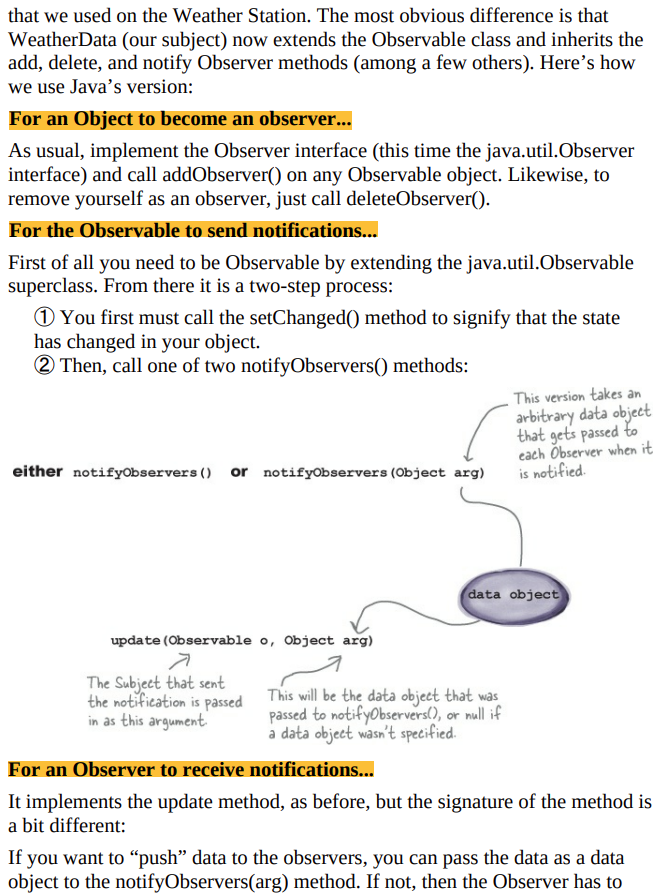 that we used on the Weather Station. The most obvious difference is that
WeatherData (our subject) now extends the Observable class and inherits the
add, delete, and notify Observer methods (among a few others). Here’s how
we use Java’s version:
For an Object to become an observer...
As usual, implement the Observer interface (this time the java.util.Observer
interface) and call addObserver() on any Observable object. Likewise, to
remove yourself as an observer, just call deleteObserver().
For the Observable to send notifications...
First of all you need to be Observable by extending the java.util.Observable
superclass. From there it is a two-step process:
① You first must call the setChanged() method to signify that the state
has changed in your object.
② Then, call one of two notifyObservers() methods:
This version takes an
arbitrary data object
that gets passed to
each Observer when it
is notified.
either notifyObservers() or notifyObservers(Object arg)
data object
update(Observable o, Object arg)
The Subject that sent
the notification is passed
in as this argument.
This will be the data object that was
passed to notifyObservers(), or null if
a data object wasn't specified.
For an Observer to receive notifications...
It implements the update method, as before, but the signature of the method is
a bit different:
If you want to “push” data to the observers, you can pass the data as a data
object to the notifyObservers(arg) method. If not, then the Observer has to